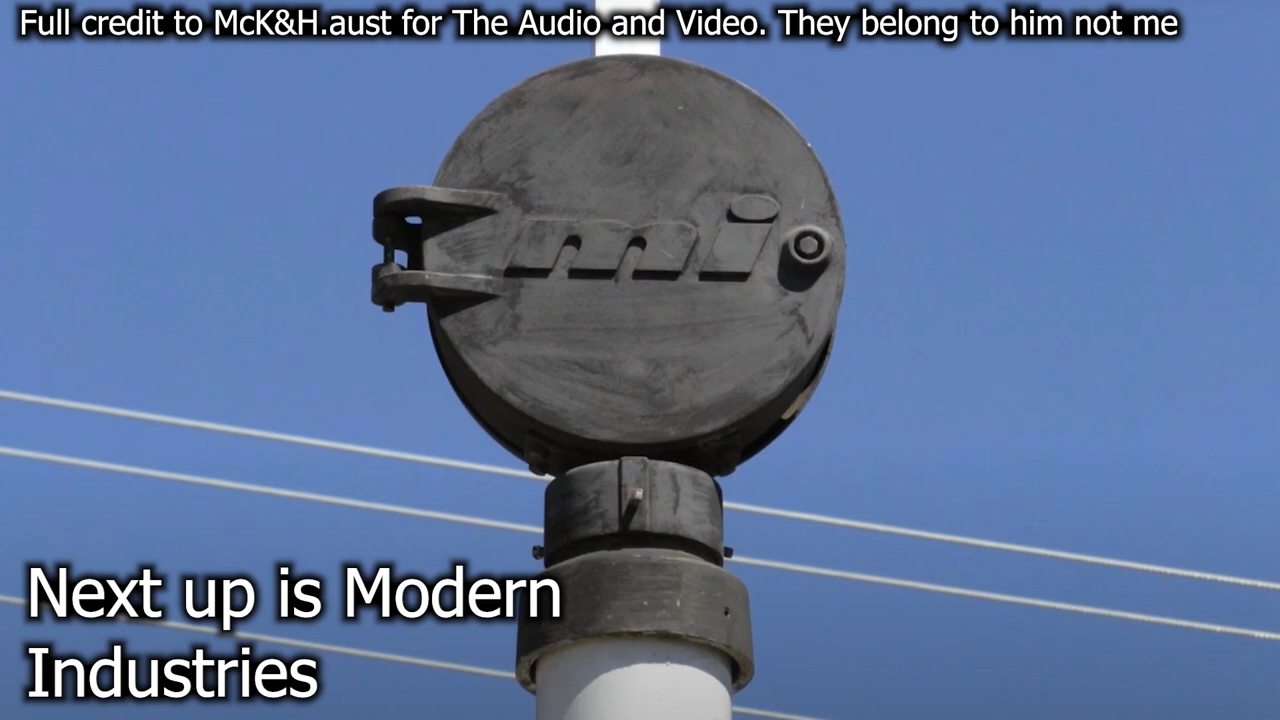 Full credit to McK&H.aust for The Audio and Video. They belong to him not me
mi
Next up is Modern
Industries